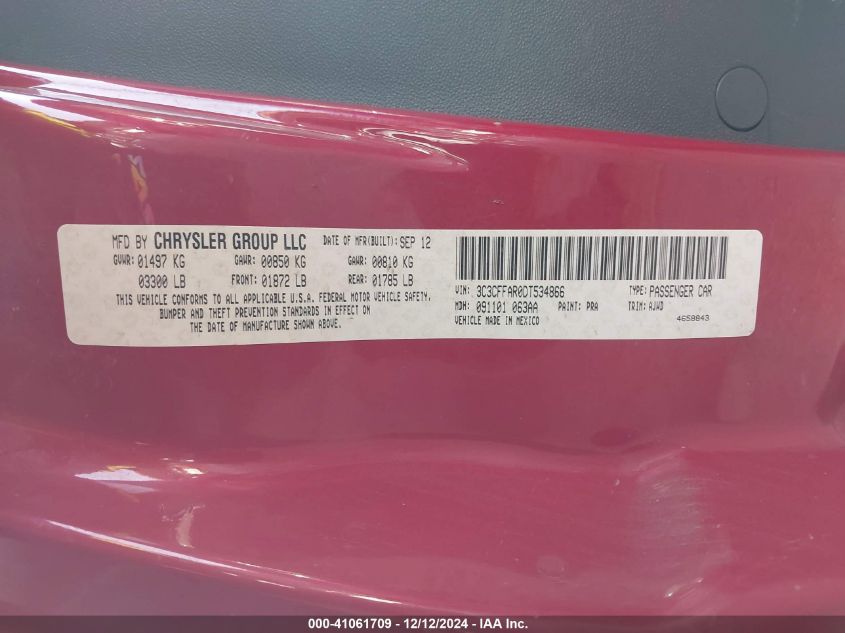 MFD BY CHRYSLER GROUP LLC DATE OF MFR(BUILT): SEP 12
GVWR: 01497 KG GAWR: 00850 KG GAWR: 00810 KG
03300 LB FRONT: 01872 LB REAR: 01785 LB
THIS VEHICLE CONFORMS TO ALL APPLICABLE U.S.A. FEDERAL MOTOR VEHICLE SAFETY,
BUMPER AND THEFT PREVENTION STANDARDS IN EFFECT ON
THE DATE OF MANUFACTURE SHOWN ABOVE.
VIN: 3C3CFFAR0DT534866 TYPE: PASSENGER CAR
MDH: 091101 063AA PAINT: PRA TRIM: AJWD
VEHICLE MADE IN MEXICO 4658843
000-41061709 - 12/12/2024 - IAA Inc.